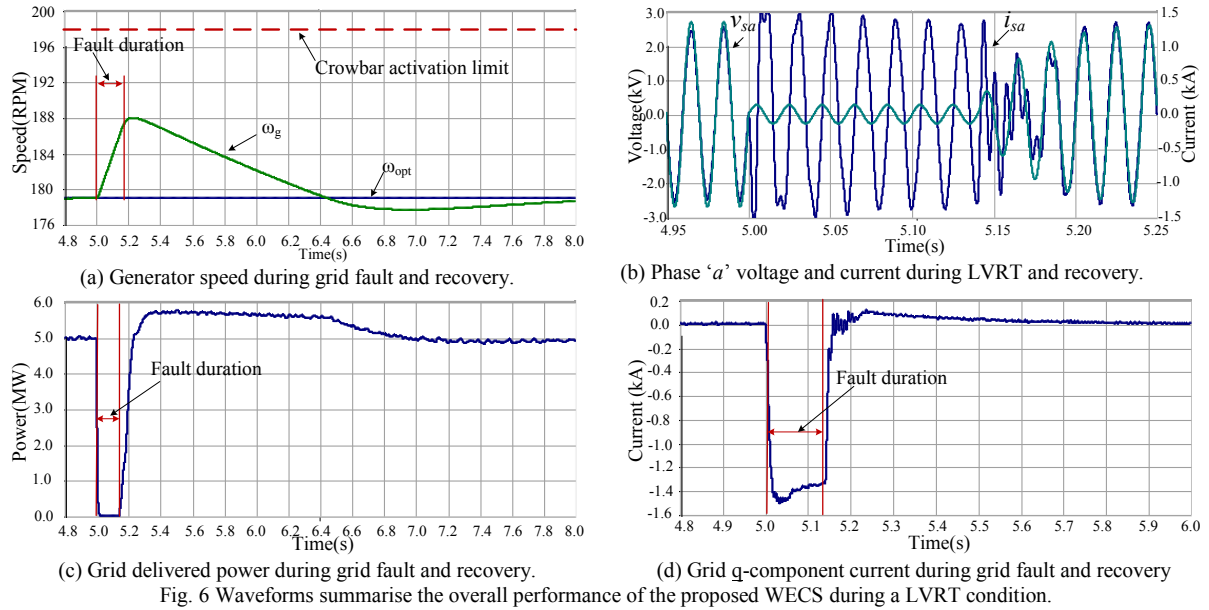 200
196
192
188
184
180
176
Speed(RPM)
Fault duration
Crowbar activation limit
ωg
ωopt
4.8 5.0 5.2 5.4 5.6 5.8 6.0 6.2 6.4 6.6 6.8 7.0 7.2 7.4 7.6 7.8 8.0
Time(s)
(a) Generator speed during grid fault and recovery.
3.0
2.0
1.0
0.0
-1.0
-2.0
-3.0
Voltage(kV)
vsa
isa
1.5
1.0
0.5
0.0
-0.5
-1.0
-1.5
Current (kA)
4.95 5.00 5.05 5.10 5.15 5.20 5.25
Time(s)
(b) Phase ‘a’ voltage and current during LVRT and recovery.
6.0
5.0
4.0
3.0
2.0
1.0
0.0
Power(MW)
Fault duration
4.8 5.0 5.2 5.4 5.6 5.8 6.0 6.2 6.4 6.6 6.8 7.0 7.2 7.4 7.6 7.8 8.0
Time(s)
(c) Grid delivered power during grid fault and recovery.
0.2
0.0
-0.2
-0.4
-0.6
-0.8
-1.0
-1.2
-1.4
-1.6
Current (kA)
Fault duration
4.8 4.9 5.0 5.1 5.2 5.3 5.4 5.5 5.6 5.7 5.8 5.9 6.0
Time(s)
(d) Grid q-component current during grid fault and recovery
Fig. 6 Waveforms summarise the overall performance of the proposed WECS during a LVRT condition.